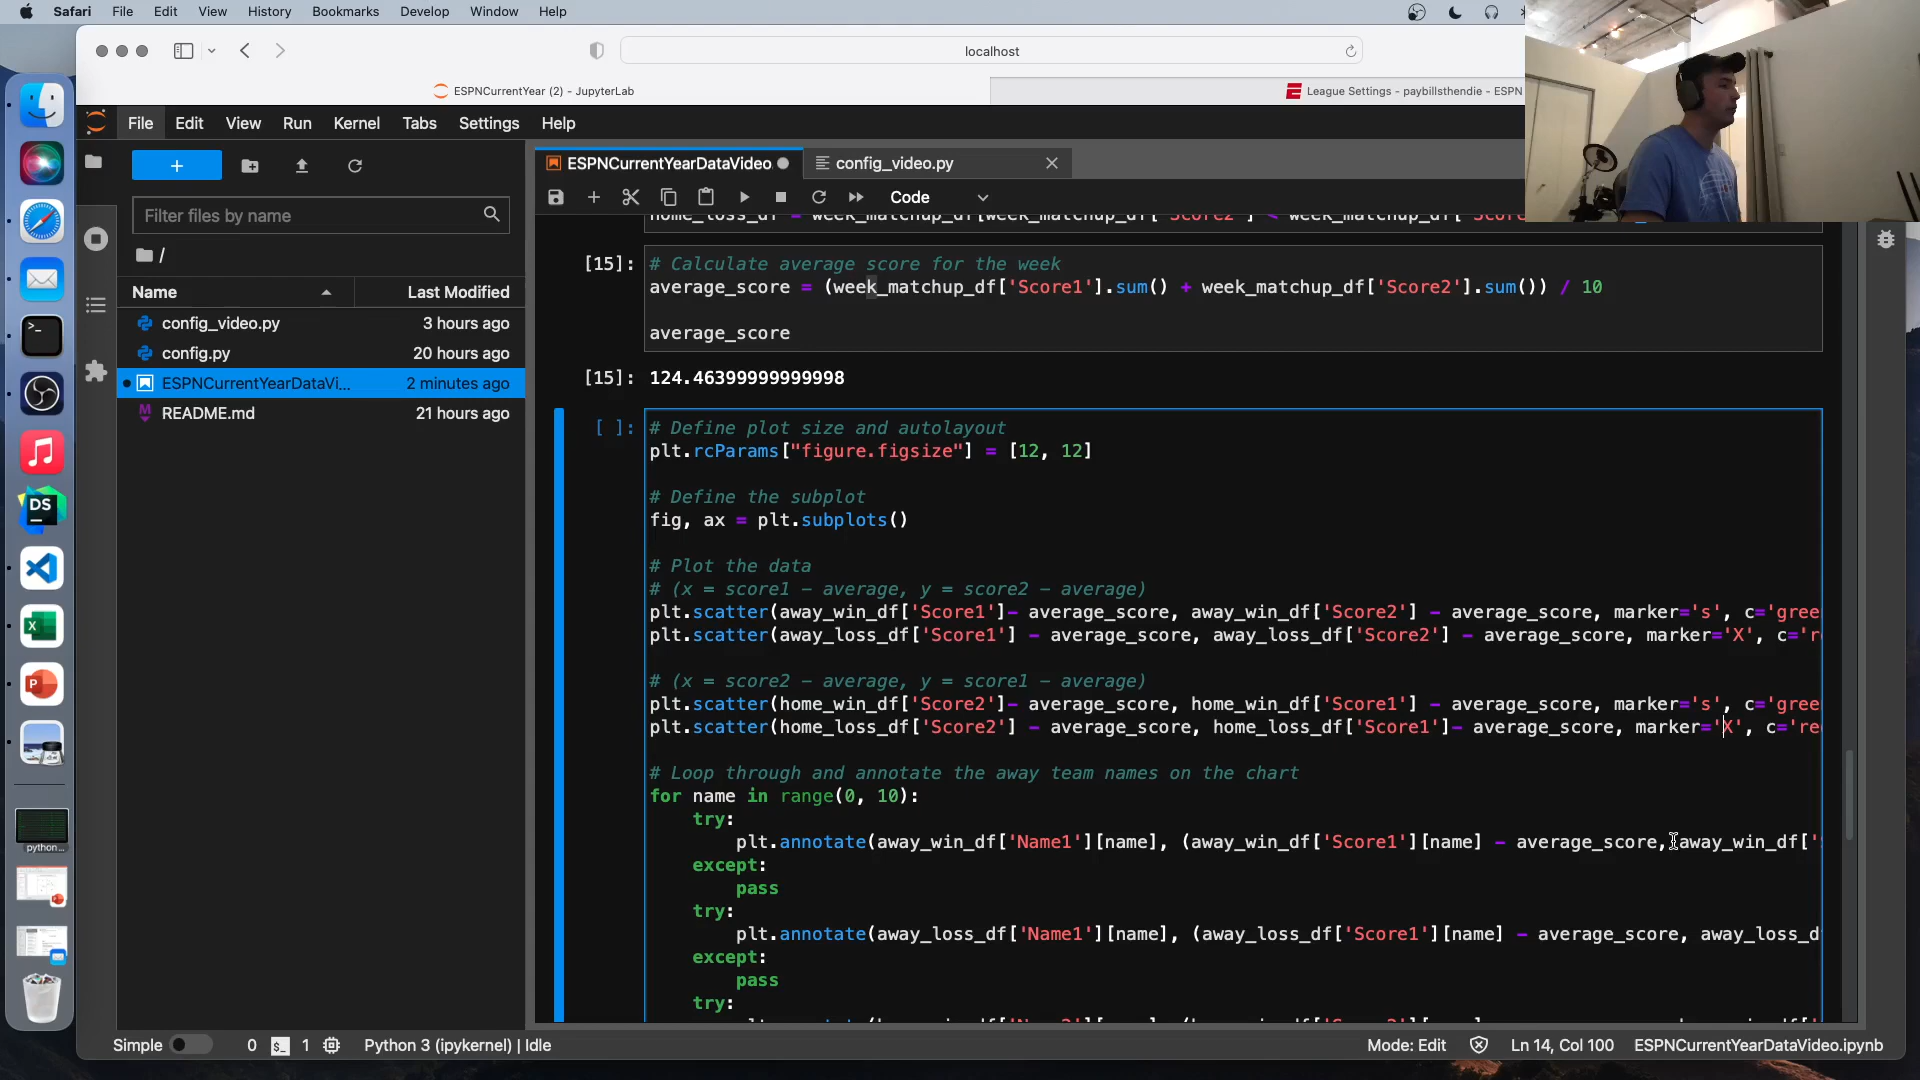 Safari File Edit View History Bookmarks Develop Window Help
localhost
ESPNCurrentYear (2) - JupyterLab
League Settings - paybillsthendie - ESPN
File Edit View Run Kernel Tabs Settings Help
ESPNCurrentYearDataVideo
config_video.py
Code
Filter files by name
/
Name Last Modified
config_video.py 3 hours ago
config.py 20 hours ago
ESPNCurrentYearDataVi... 2 minutes ago
README.md 21 hours ago
[15]: # Calculate average score for the week
average_score = (week_matchup_df['Score1'].sum() + week_matchup_df['Score2'].sum()) / 10
average_score
[15]: 124.46399999999998
[ ]: # Define plot size and autolayout
plt.rcParams["figure.figsize"] = [12, 12]
# Define the subplot
fig, ax = plt.subplots()
# Plot the data
# (x = score1 - average, y = score2 - average)
plt.scatter(away_win_df['Score1']- average_score, away_win_df['Score2'] - average_score, marker='s', c='gree
plt.scatter(away_loss_df['Score1'] - average_score, away_loss_df['Score2'] - average_score, marker='X', c='r
# (x = score2 - average, y = score1 - average)
plt.scatter(home_win_df['Score2']- average_score, home_win_df['Score1'] - average_score, marker='s', c='gree
plt.scatter(home_loss_df['Score2'] - average_score, home_loss_df['Score1']- average_score, marker='X', c='re
# Loop through and annotate the away team names on the chart
for name in range(0, 10):
try:
plt.annotate(away_win_df['Name1'][name], (away_win_df['Score1'][name] - average_score, away_win_df['
except:
pass
try:
plt.annotate(away_loss_df['Name1'][name], (away_loss_df['Score1'][name] - average_score, away_loss_d
except:
pass
try:
DS
python...
Simple 0 1 Python 3 (ipykernel) | Idle
Mode: Edit Ln 14, Col 100 ESPNCurrentYearDataVideo.ipynb